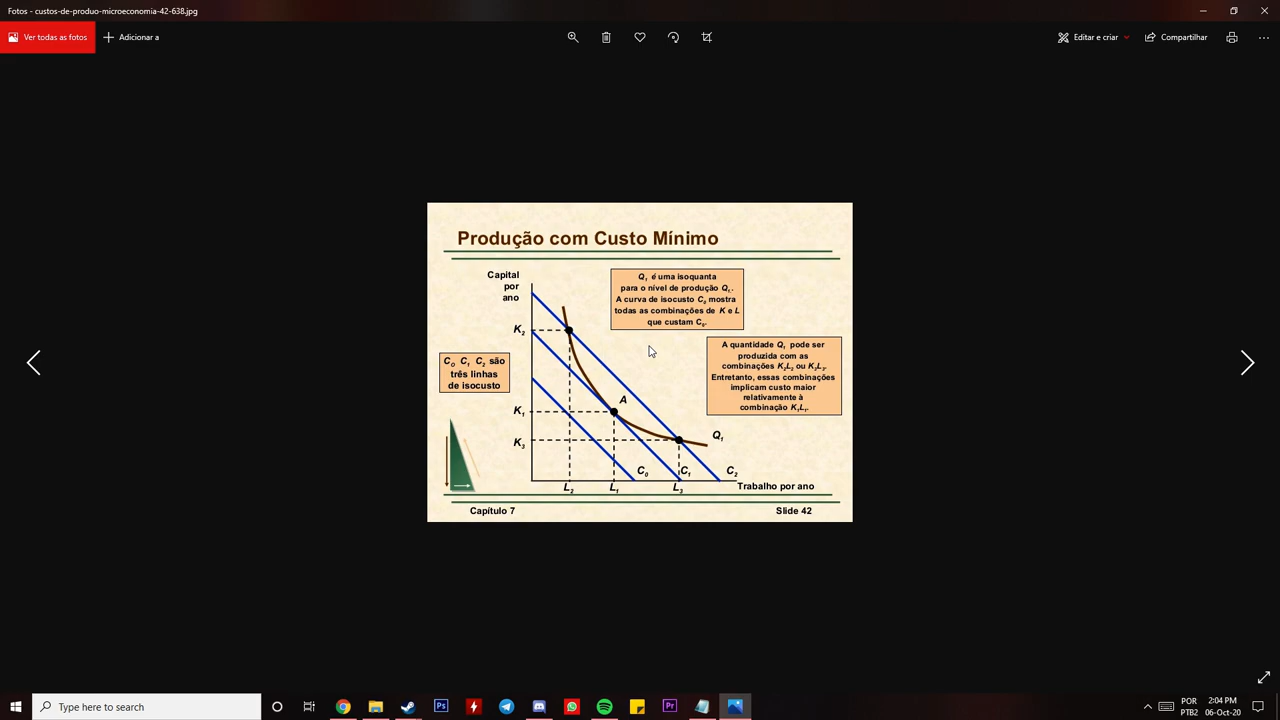 Fotos - custos-de-produo-microeconomia-42-638.jpg
Ver todas as fotos
Adicionar a
Editar e criar
Compartilhar
Produção com Custo Mínimo
Capital
por
ano
Q1 é uma isoquanta
para o nível de produção Q1.
A curva de isocusto C0 mostra
todas as combinações de K e L
que custam C0.
K2
A quantidade Q1 pode ser
produzida com as
combinações K2L2 ou K3L3.
Entretanto, essas combinações
implicam custo maior
relativamente à
combinação K1L1.
C0 C1 C2 são
três linhas
de isocusto
A
K1
K3
Q1
C0
C1
C2
L2
L1
L3
Trabalho por ano
Capítulo 7
Slide 42
Type here to search
Ps
Pr
POR
PTB2
2:04 PM
06-Oct-20